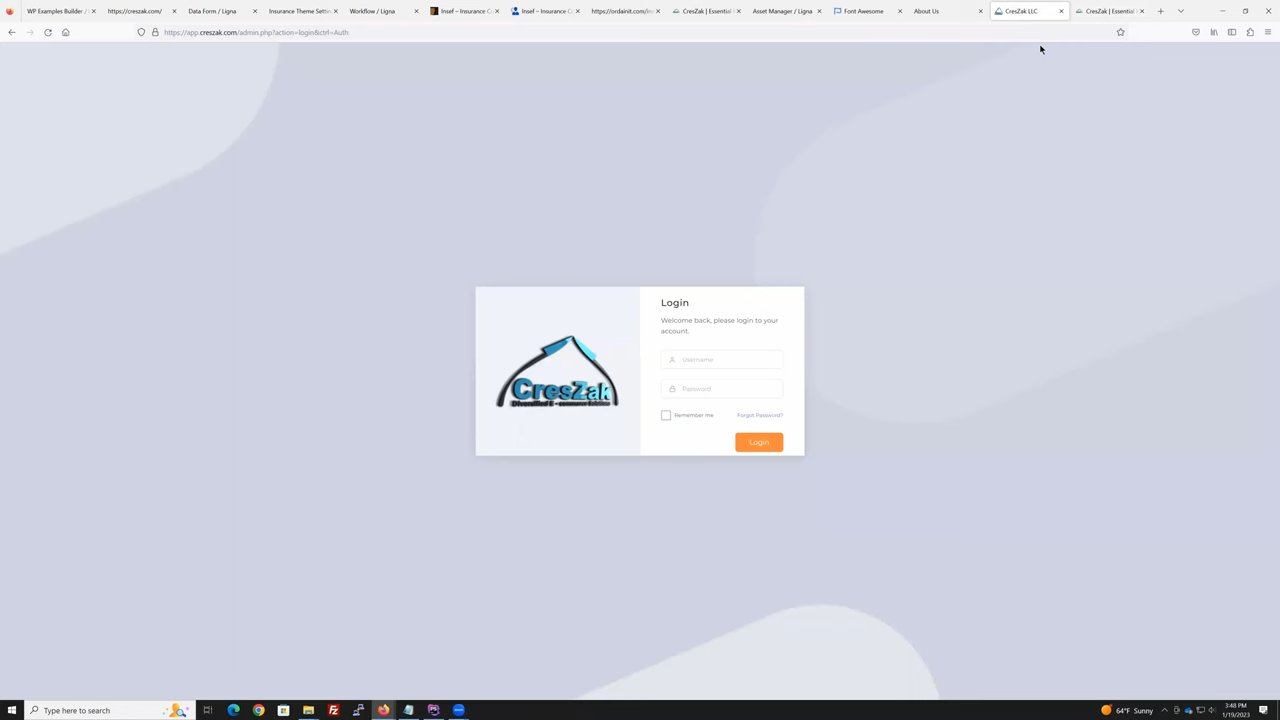 WP Examples Builder /
https://creszak.com/
Data Form / Ligna
Insurance Theme Settin
Workflow / Ligna
Insef – Insurance C
Insef – Insurance C
https://ordainit.com/ins
CresZak | Essential
Asset Manager / Ligna
Font Awesome
About Us
CresZak LLC
CresZak | Essential
https://app.creszak.com/admin.php?action=login&ctrl=Auth
CresZak
Login
Welcome back, please login to your
account.
Username
Password
Remember me
Forgot Password?
Login
Type here to search
64°F Sunny
3:48 PM
1/19/2023